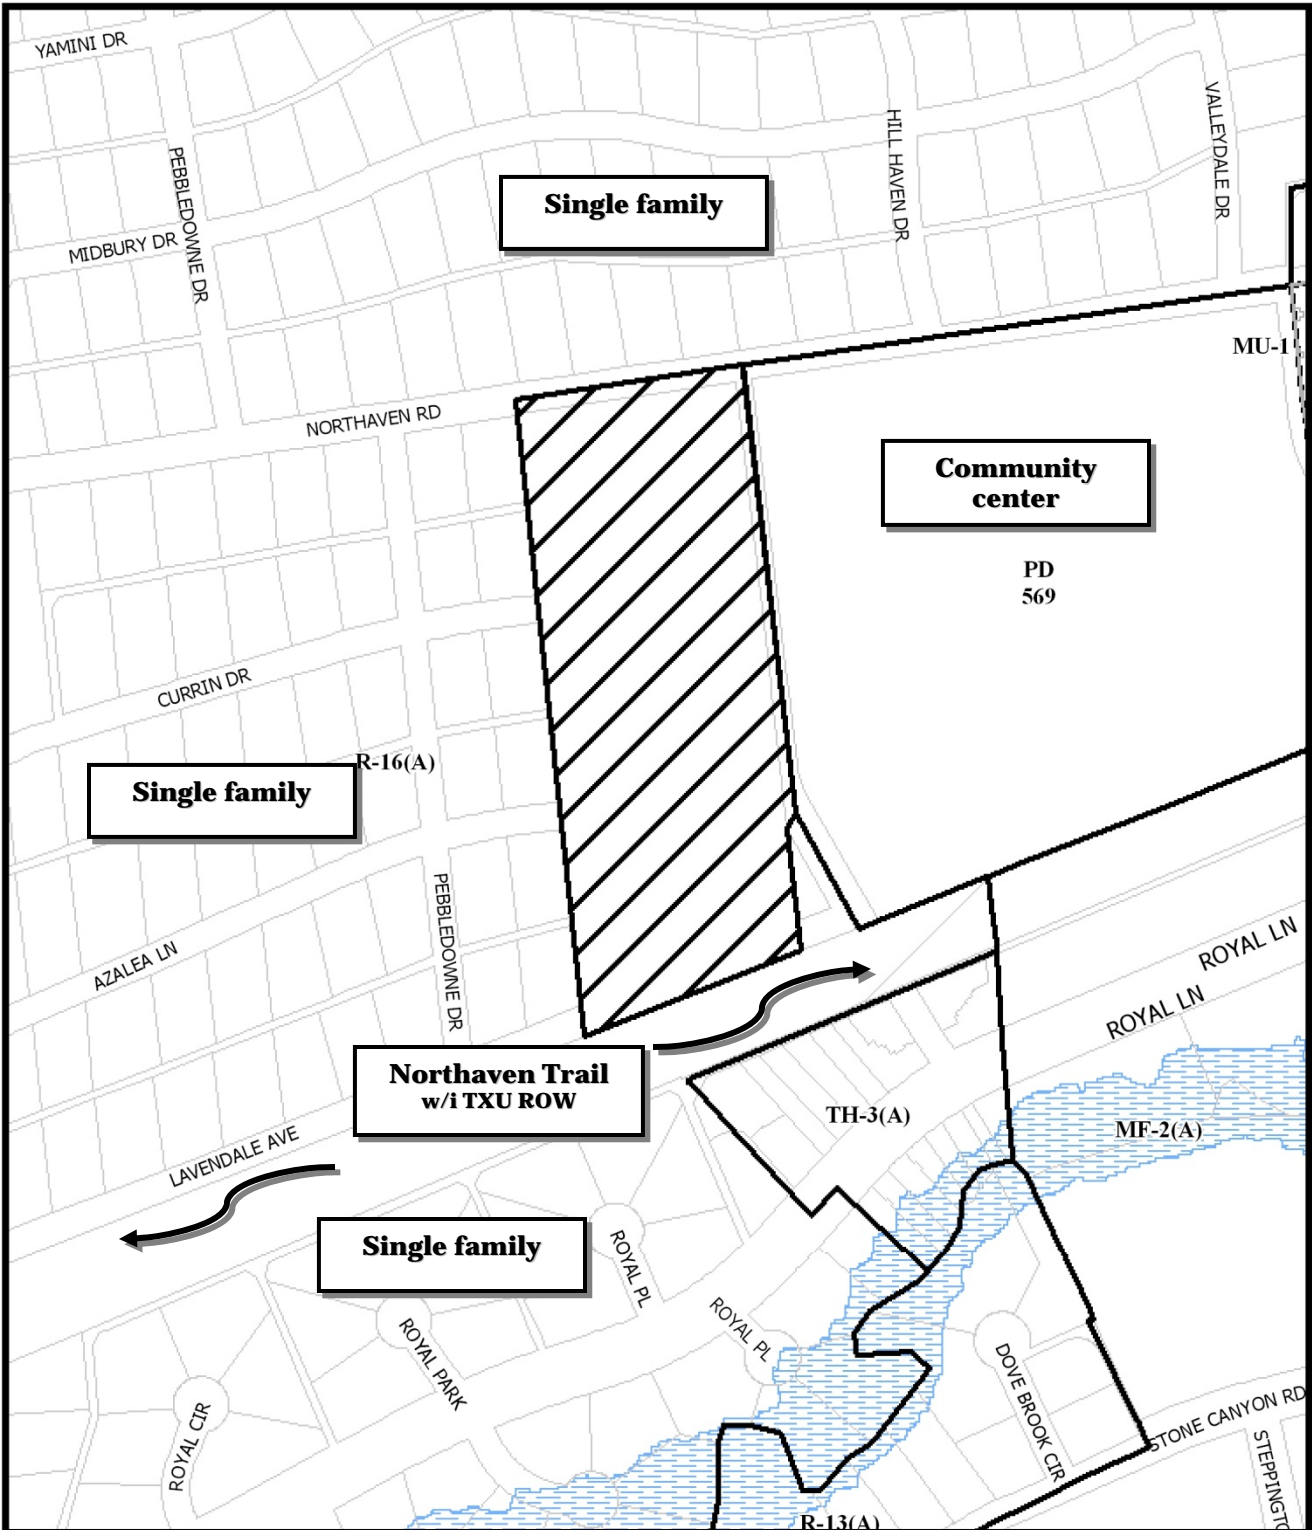 YAMINI DR
PEBBLEDOWNE DR
MIDBURY DR
HILL HAVEN DR
VALLEYDALE DR
Single family
MU-1
NORTHAVEN RD
Community
center
PD
569
CURRIN DR
R-16(A)
Single family
PEBBLEDOWNE DR
AZALEA LN
ROYAL LN
ROYAL LN
Northaven Trail
w/i TXU ROW
TH-3(A)
MF-2(A)
LAVENDALE AVE
Single family
ROYAL PL
ROYAL PL
ROYAL PARK
ROYAL CIR
DOVE BROOK CIR
STONE CANYON RD
STEPPINGTO
R-13(A)